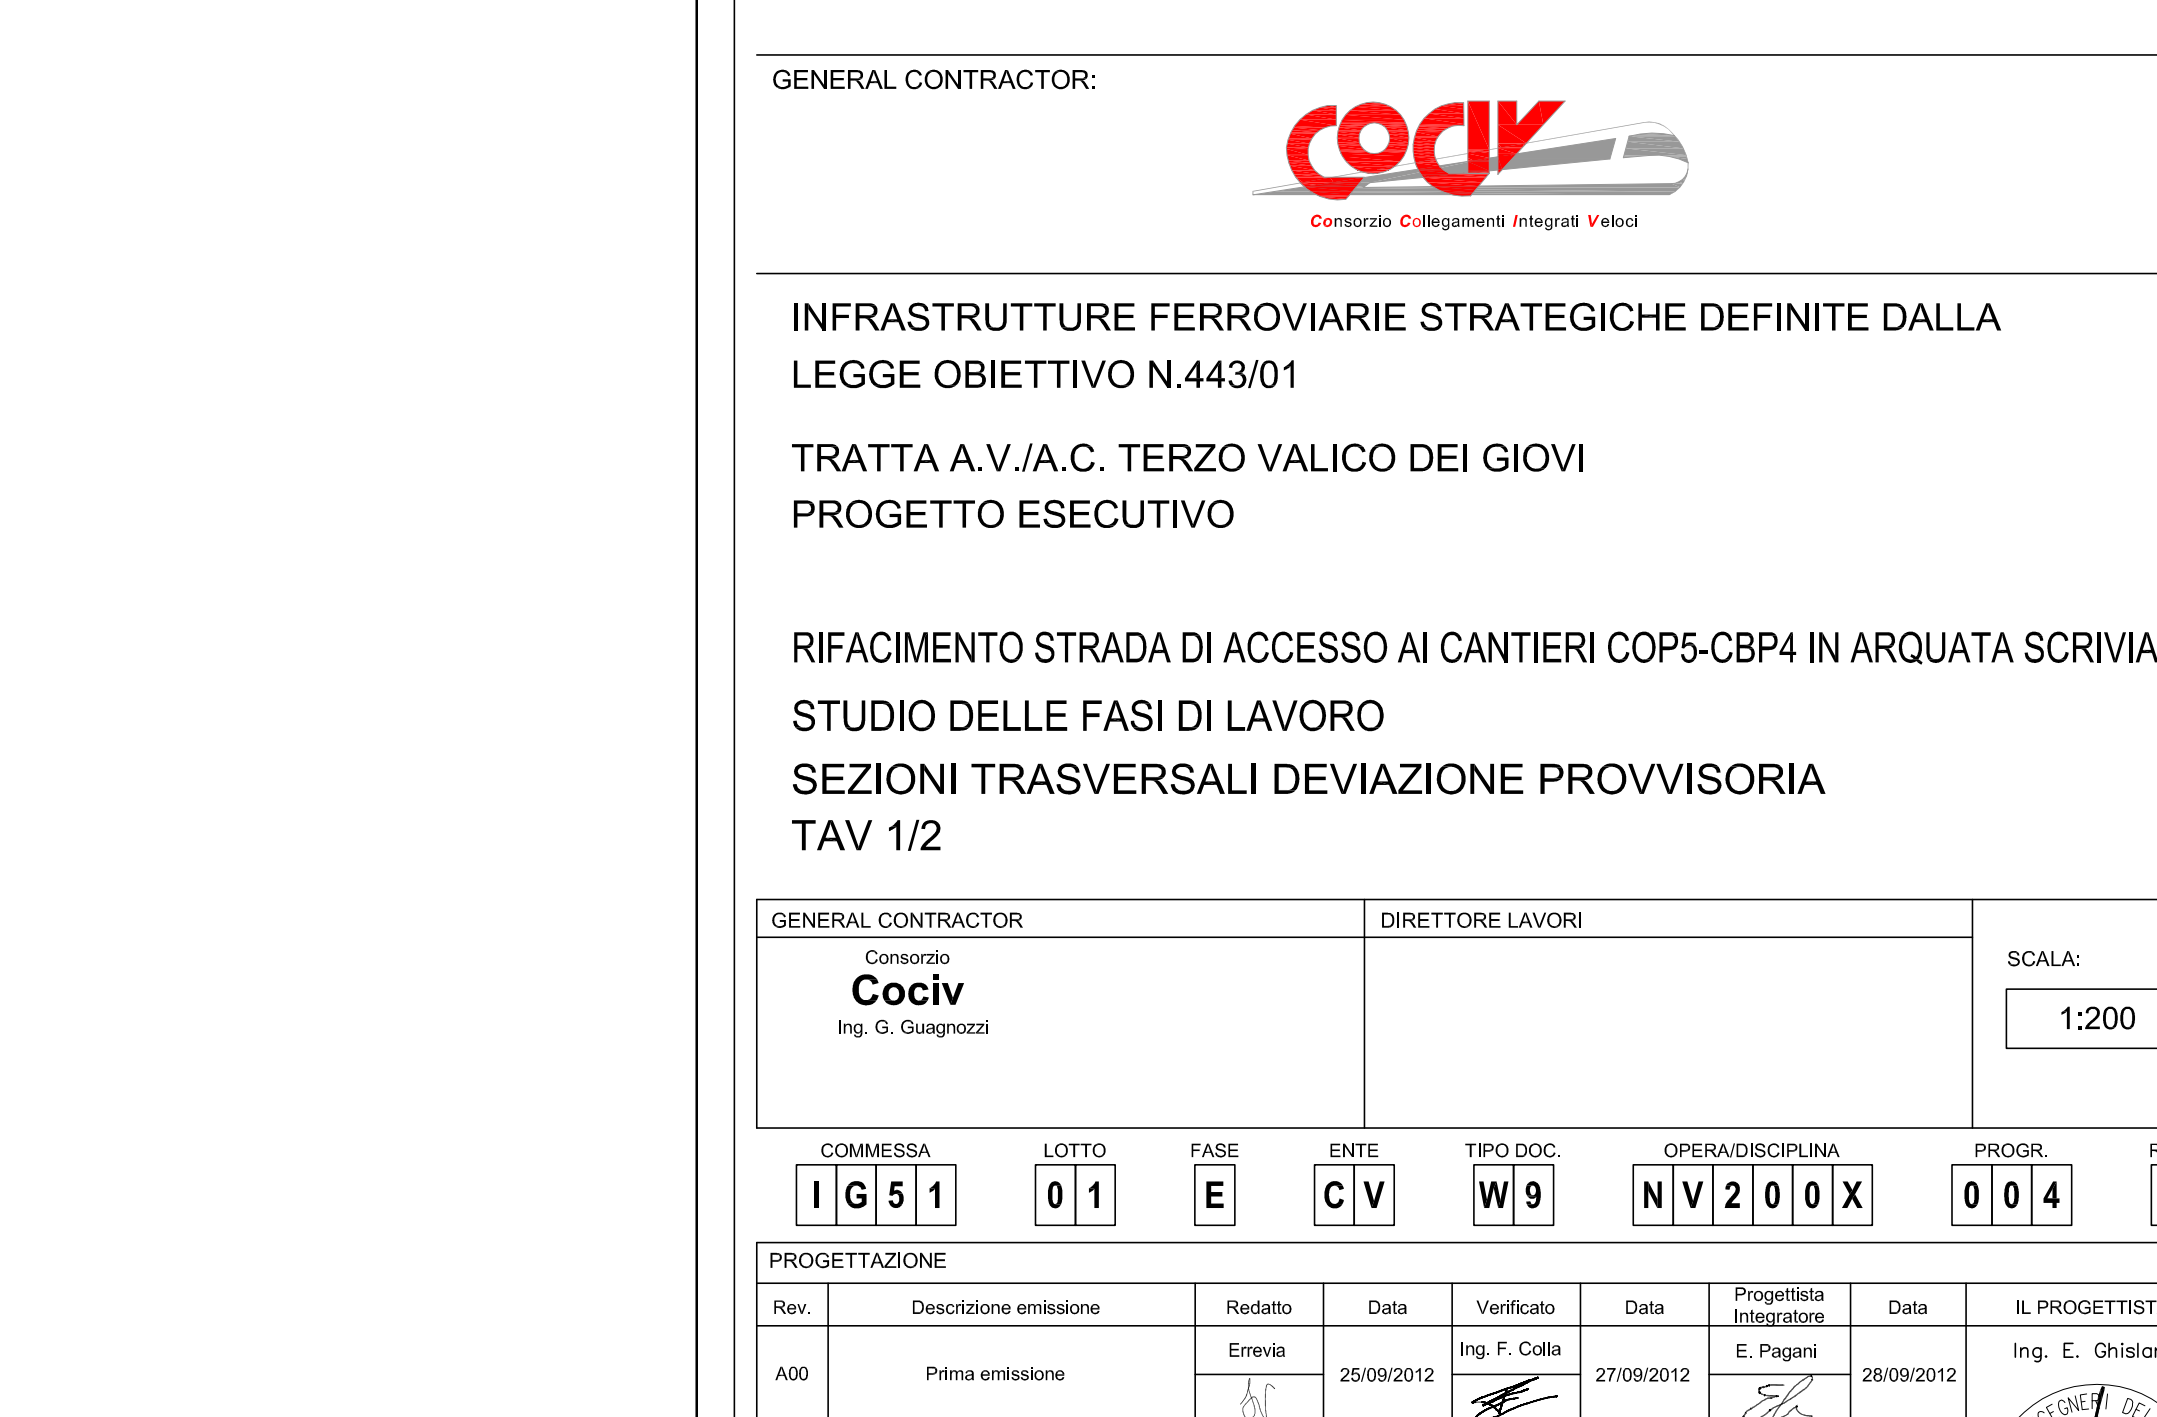 GENERAL CONTRACTOR:
COCIV
Consorzio Collegamenti Integrati Veloci
INFRASTRUTTURE FERROVIARIE STRATEGICHE DEFINITE DALLA
LEGGE OBIETTIVO N.443/01
TRATTA A.V./A.C. TERZO VALICO DEI GIOVI
PROGETTO ESECUTIVO
RIFACIMENTO STRADA DI ACCESSO AI CANTIERI COP5-CBP4 IN ARQUATA SCRIVIA
STUDIO DELLE FASI DI LAVORO
SEZIONI TRASVERSALI DEVIAZIONE PROVVISORIA
TAV 1/2
GENERAL CONTRACTOR DIRETTORE LAVORI
Consorzio
Cociv
Ing. G. Guagnozzi
SCALA:
1:200
COMMESSA LOTTO FASE ENTE TIPO DOC. OPERA/DISCIPLINA PROGR.
I G 5 1 0 1 E C V W 9 N V 2 0 0 X 0 0 4
PROGETTAZIONE
Rev. Descrizione emissione Redatto Data Verificato Data Progettista Integratore Data IL PROGETTIST
A00 Prima emissione Errevia 25/09/2012 Ing. F. Colla 27/09/2012 E. Pagani 28/09/2012 Ing. E. Ghislan